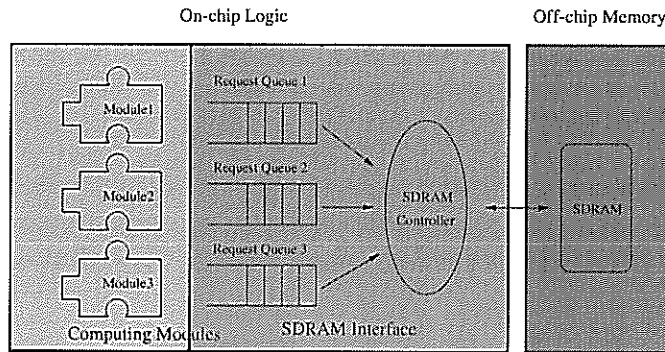 On-chip Logic
Off-chip Memory
Module1
Module2
Module3
Computing Modules
Request Queue 1
Request Queue 2
Request Queue 3
SDRAM
Controller
SDRAM Interface
SDRAM